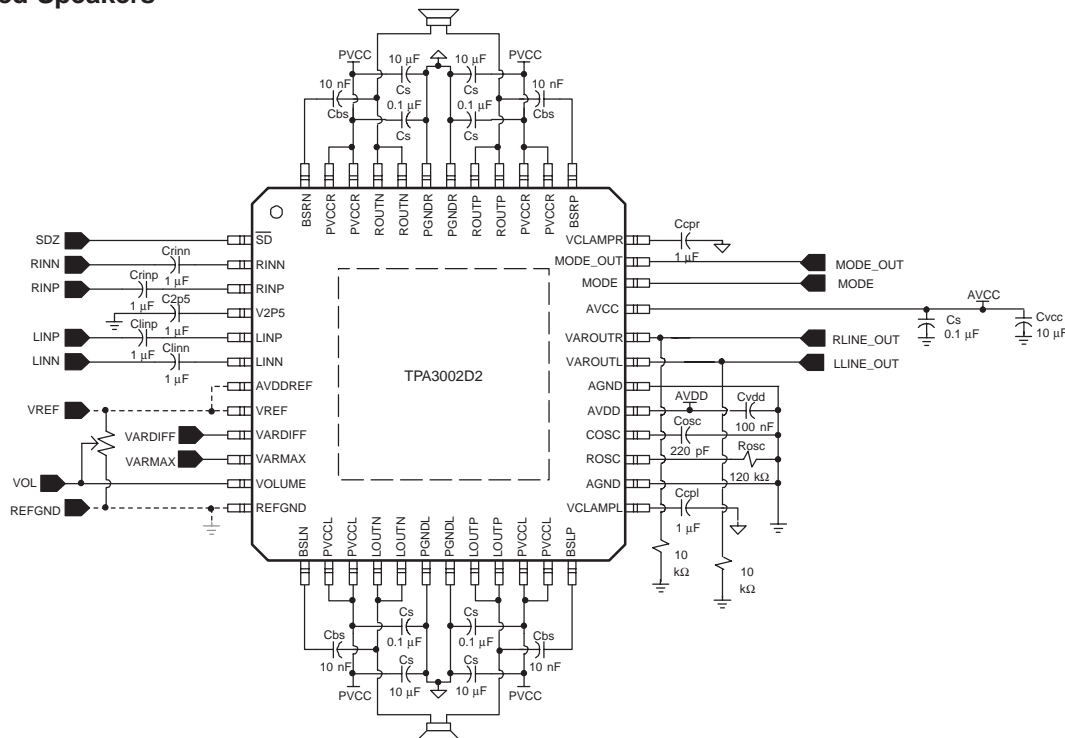 ed Speakers
PVCC 10 µF 10 µF PVCC
Cs Cs
10 nF 10 nF
Cbs 0.1 µF 0.1 µF Cbs
Cs Cs
BSRN PVCCR PVCCR ROUTN ROUTN PGNDR PGNDR ROUTP ROUTP PVCCR PVCCR BSRP
SDZ SD VCLAMPR Ccpr
1 µF
RINN Crinn RINN MODE_OUT MODE_OUT
1 µF
RINP Crinp RINP MODE MODE
1 µF
C2p5 V2P5 AVCC AVCC
1 µF
Cs
0.1 µF
Cvcc
10 µF
LINP Clinp LINP VAROUTR RLINE_OUT
1 µF
LINN Clinn LINN VAROUTL LLINE_OUT
1 µF
TPA3002D2
AVDDREF AGND
VREF VREF AVDD AVDD Cvdd
100 nF
VARDIFF VARDIFF COSC Cosc
220 pF
VARMAX VARMAX ROSC Rosc
120 kΩ
VOL VOLUME AGND
REFGND REFGND VCLAMPL Ccpl
1 µF
BSLN PVCCL PVCCL LOUTN LOUTN PGNDL PGNDL LOUTP LOUTP PVCCL PVCCL BSLP
10
kΩ
10
kΩ
Cs Cs
0.1 µF 0.1 µF
Cbs Cbs
10 nF Cs Cs 10 nF
10 µF 10 µF
PVCC PVCC